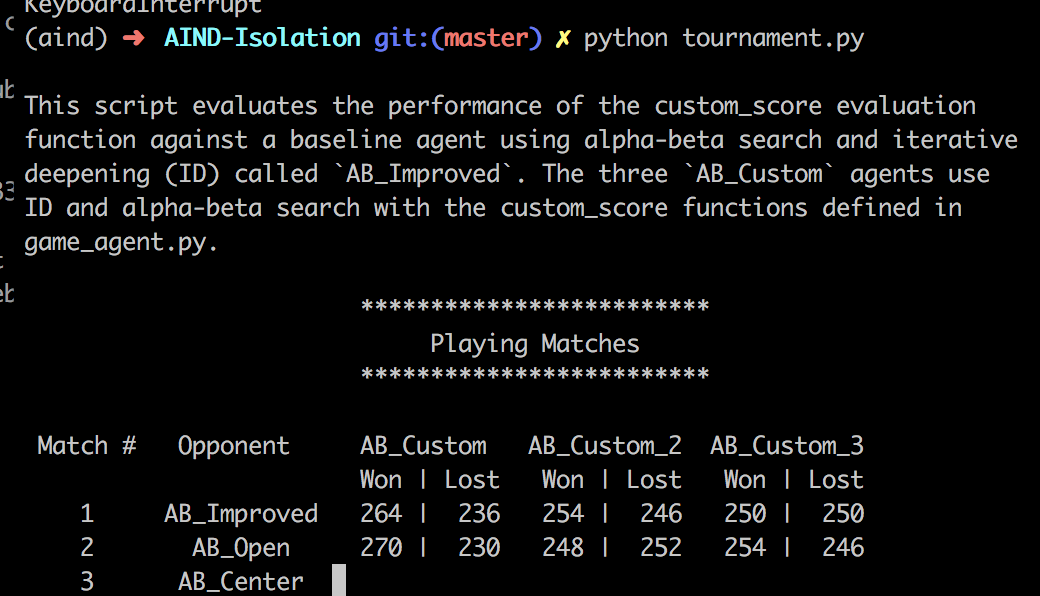 KeyboardInterrupt
(aind) ➜ AIND-Isolation git:(master) ✗ python tournament.py
This script evaluates the performance of the custom_score evaluation
function against a baseline agent using alpha-beta search and iterative
deepening (ID) called `AB_Improved`. The three `AB_Custom` agents use
ID and alpha-beta search with the custom_score functions defined in
game_agent.py.
*************************
Playing Matches
*************************
Match # Opponent AB_Custom AB_Custom_2 AB_Custom_3
Won | Lost Won | Lost Won | Lost
1 AB_Improved 264 | 236 254 | 246 250 | 250
2 AB_Open 270 | 230 248 | 252 254 | 246
3 AB_Center